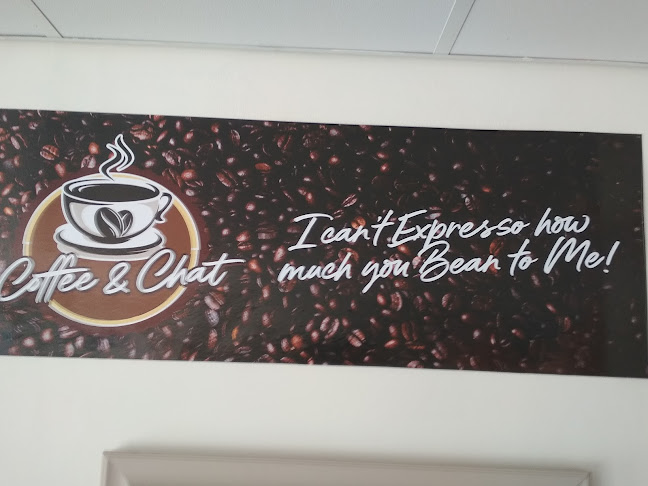 Coffee & Chat
I can't Expresso how
much you Bean to Me!